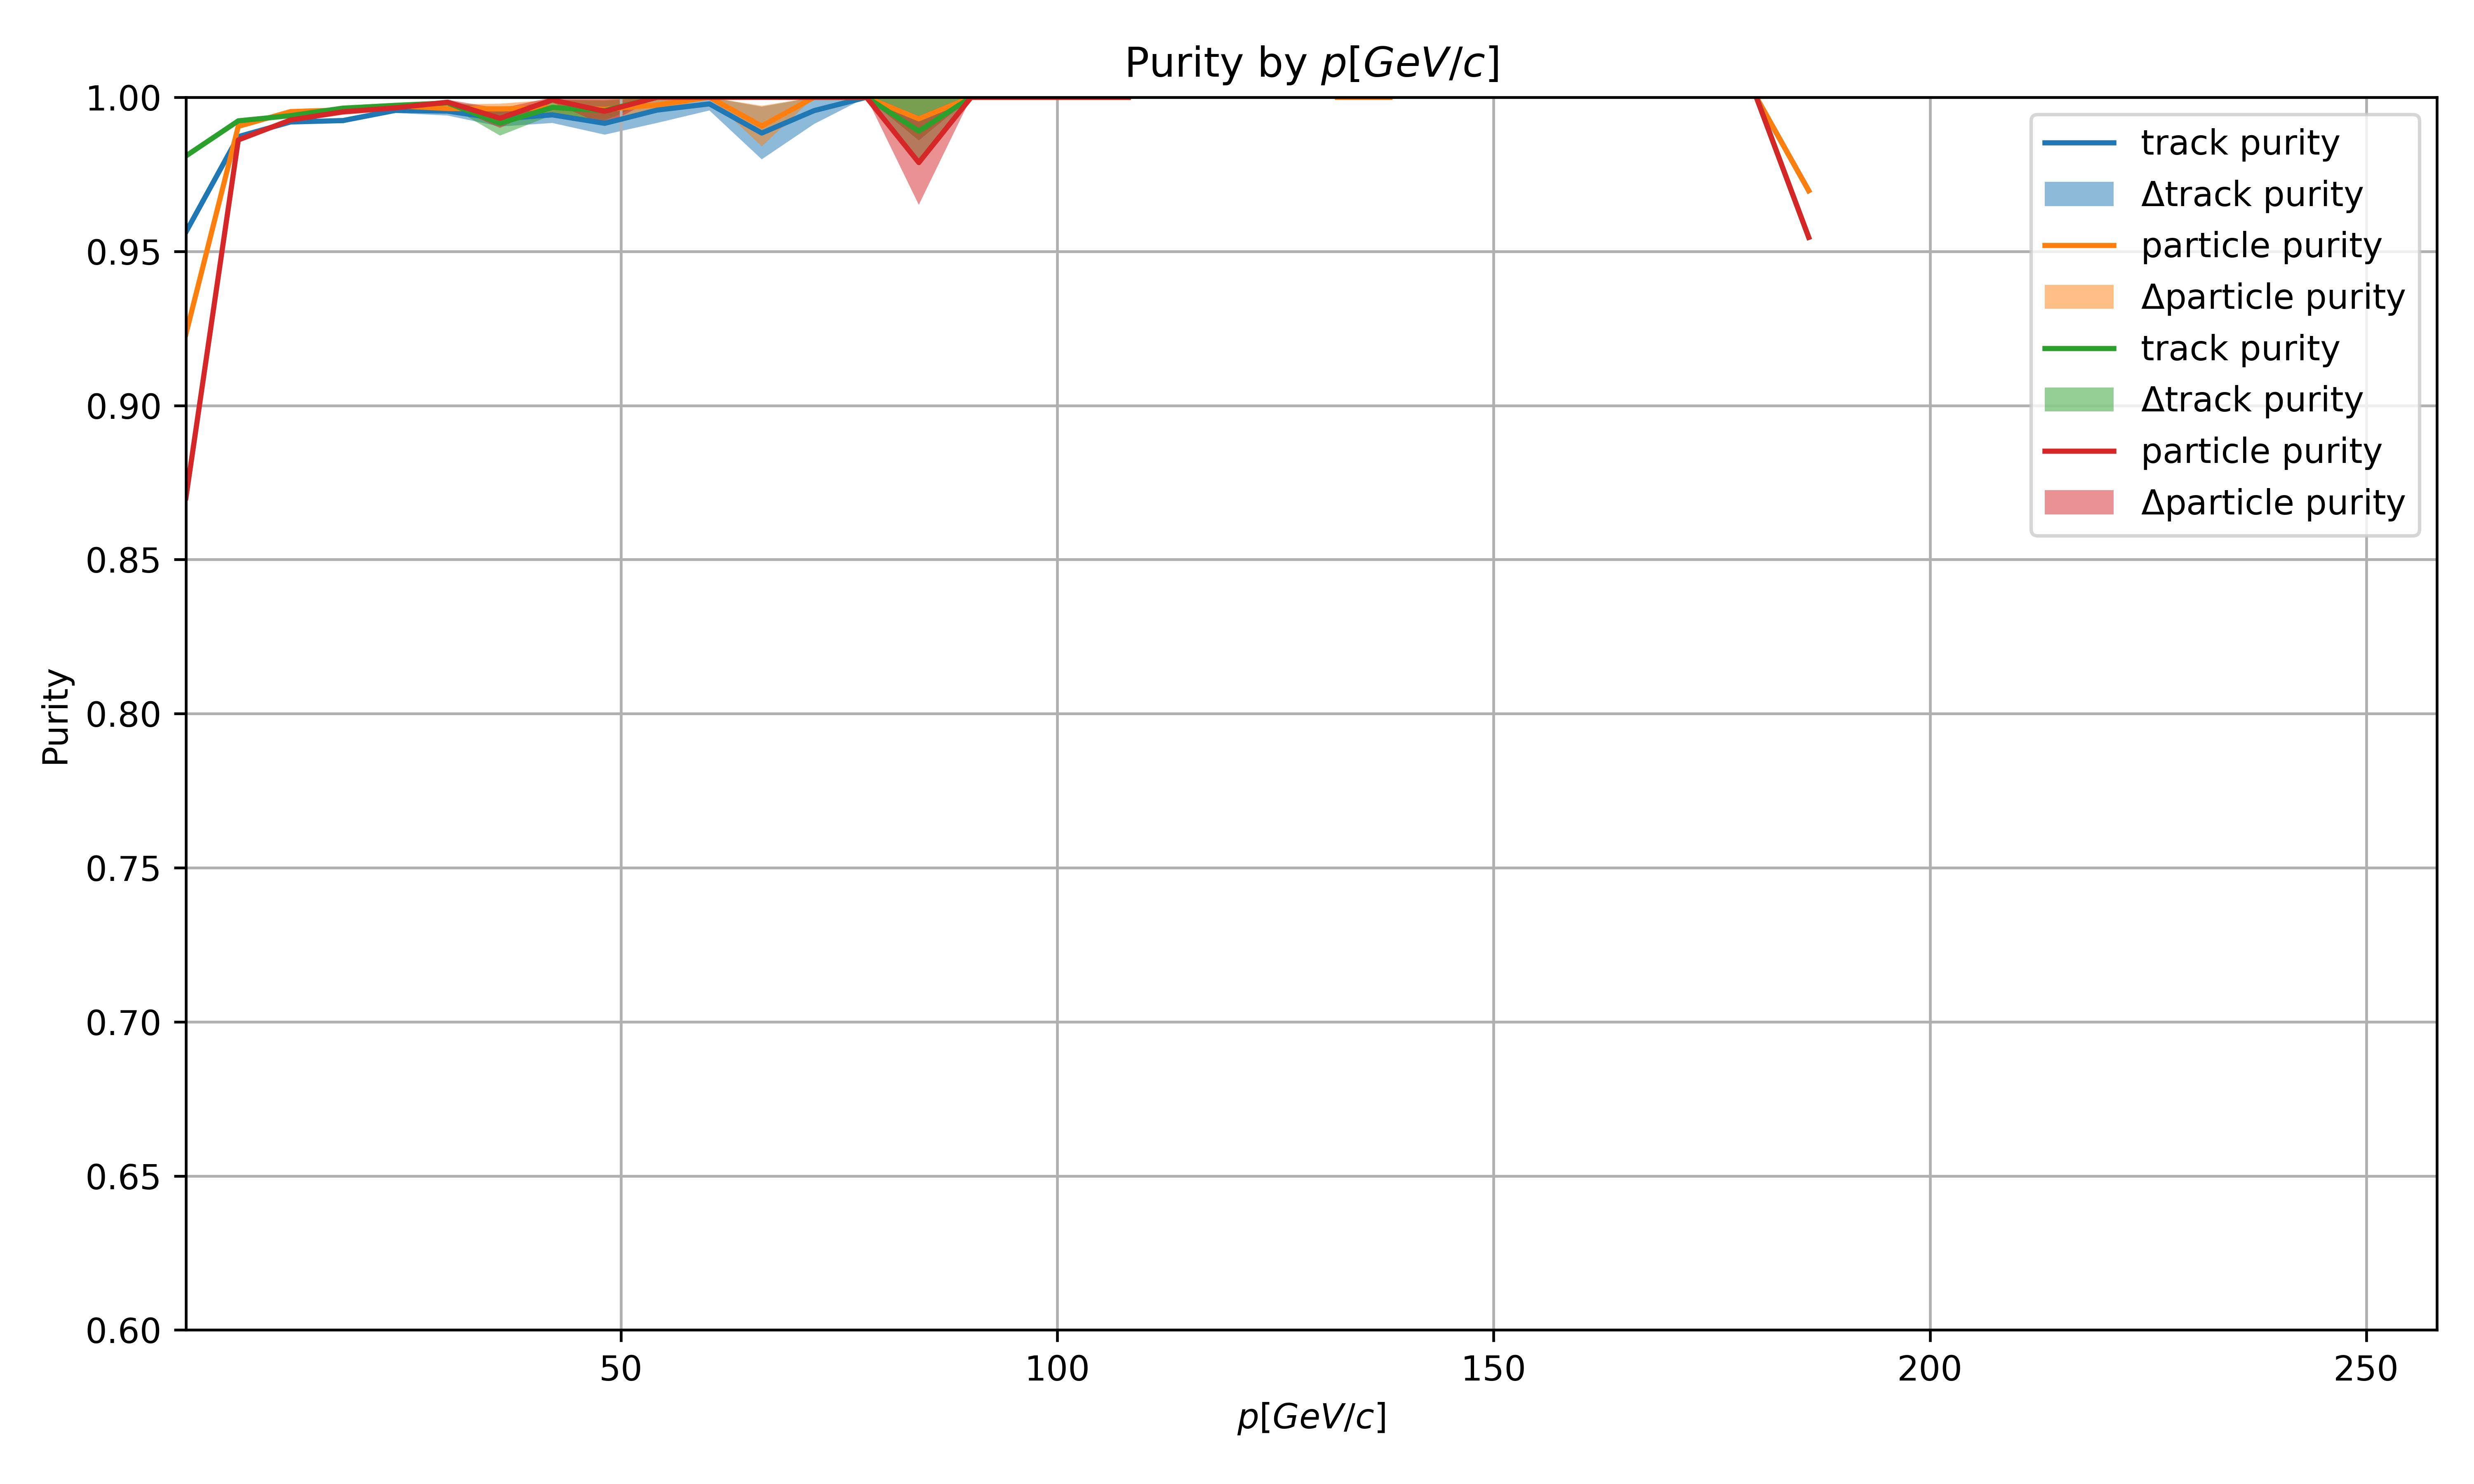 Purity by p[GeV/c]
1.00
0.95
0.90
0.85
0.80
0.75
0.70
0.65
0.60
Purity
track purity
Δtrack purity
particle purity
Δparticle purity
track purity
Δtrack purity
particle purity
Δparticle purity
50 100 150 200 250
p[GeV/c]